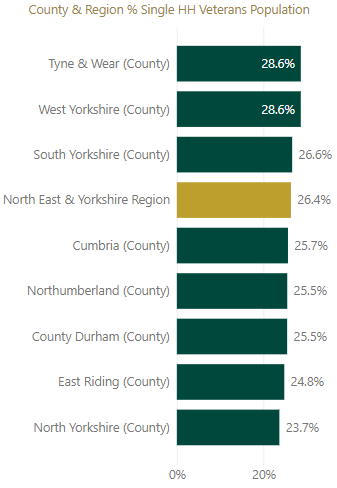 County & Region % Single HH Veterans Population
Tyne & Wear (County) 28.6%
West Yorkshire (County) 28.6%
South Yorkshire (County) 26.6%
North East & Yorkshire Region 26.4%
Cumbria (County) 25.7%
Northumberland (County) 25.5%
County Durham (County) 25.5%
East Riding (County) 24.8%
North Yorkshire (County) 23.7%
0% 20%